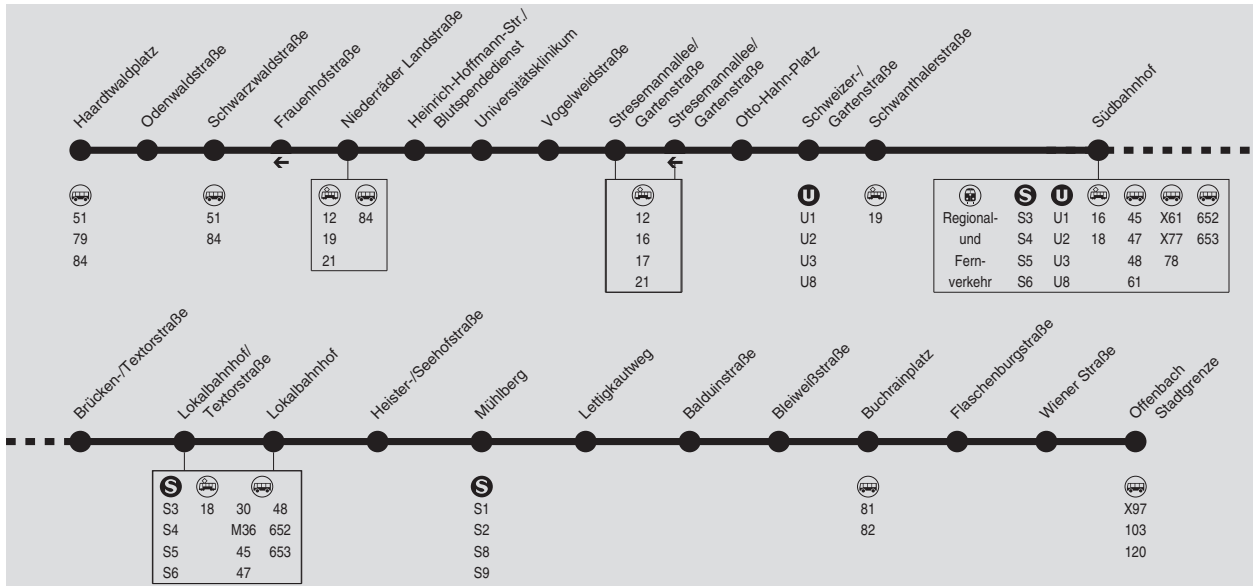 Haardtwaldplatz
Odenwaldstraße
Schwarzwaldstraße
Frauenhofstraße
Niederräder Landstraße
Heinrich-Hoffmann-Str./
Blutspendedienst
Universitätsklinikum
Vogelweidstraße
Stresemannallee/
Gartenstraße
Stresemannallee/
Gartenstraße
Otto-Hahn-Platz
Schweizer-/
Gartenstraße
Schwanthalerstraße
Südbahnhof
51
79
84
51
84
12 84
19
21
12
16
17
21
U
U1
U2
U3
U8
19
S U
Regional- S3 U1 16 45 X61 652
und S4 U2 18 47 X77 653
Fern- S5 U3 48 78
verkehr S6 U8 61
Brücken-/Textorstraße
Lokalbahnhof/
Textorstraße
Lokalbahnhof
Heister-/Seehofstraße
Mühlberg
Lettigkautweg
Balduinstraße
Bleiweißstraße
Buchrainplatz
Flaschenburgstraße
Wiener Straße
Offenbach
Stadtgrenze
S
S3 18 30 48
S4 M36 652
S5 45 653
S6 47
S
S1
S2
S8
S9
81
82
X97
103
120